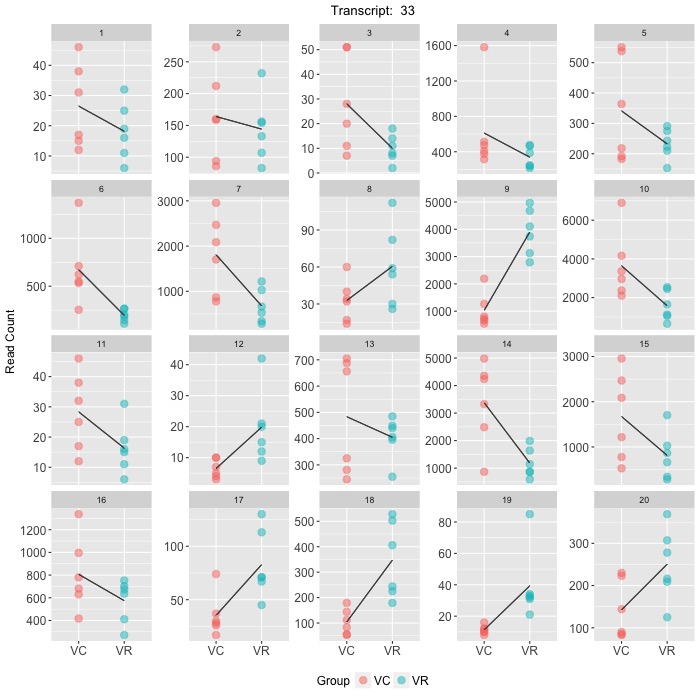 Transcript: 33
1 2 3 4 5
40 30 20 10
250 200 150 100
50 40 30 20 10 0
1600 1200 800 400
500 400 300 200
6 7 8 9 10
1000 500
3000 2000 1000
90 60 30
5000 4000 3000 2000 1000
6000 4000 2000
Read Count
11 12 13 14 15
40 30 20 10
40 30 20 10
700 600 500 400 300
5000 4000 3000 2000 1000
3000 2000 1000
16 17 18 19 20
1200 1000 800 600 400
100 50
500 400 300 200 100
80 60 40 20
300 200 100
VC VR VC VR VC VR VC VR VC VR
Group VC VR